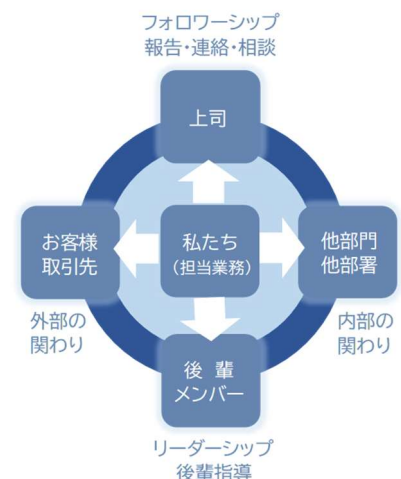 フォロワーシップ
報告・連絡・相談
上司
お客様
取引先
私たち
（担当業務）
他部門
他部署
外部の
関わり
内部の
関わり
後 輩
メンバー
リーダーシップ
後輩指導